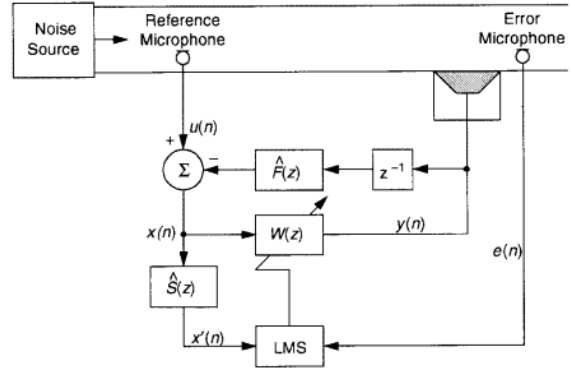 Noise
Source
Reference
Microphone
Error
Microphone
u(n)
+
−
Σ
F̂(z)
z⁻¹
x(n)
W(z)
y(n)
e(n)
Ŝ(z)
x'(n)
LMS